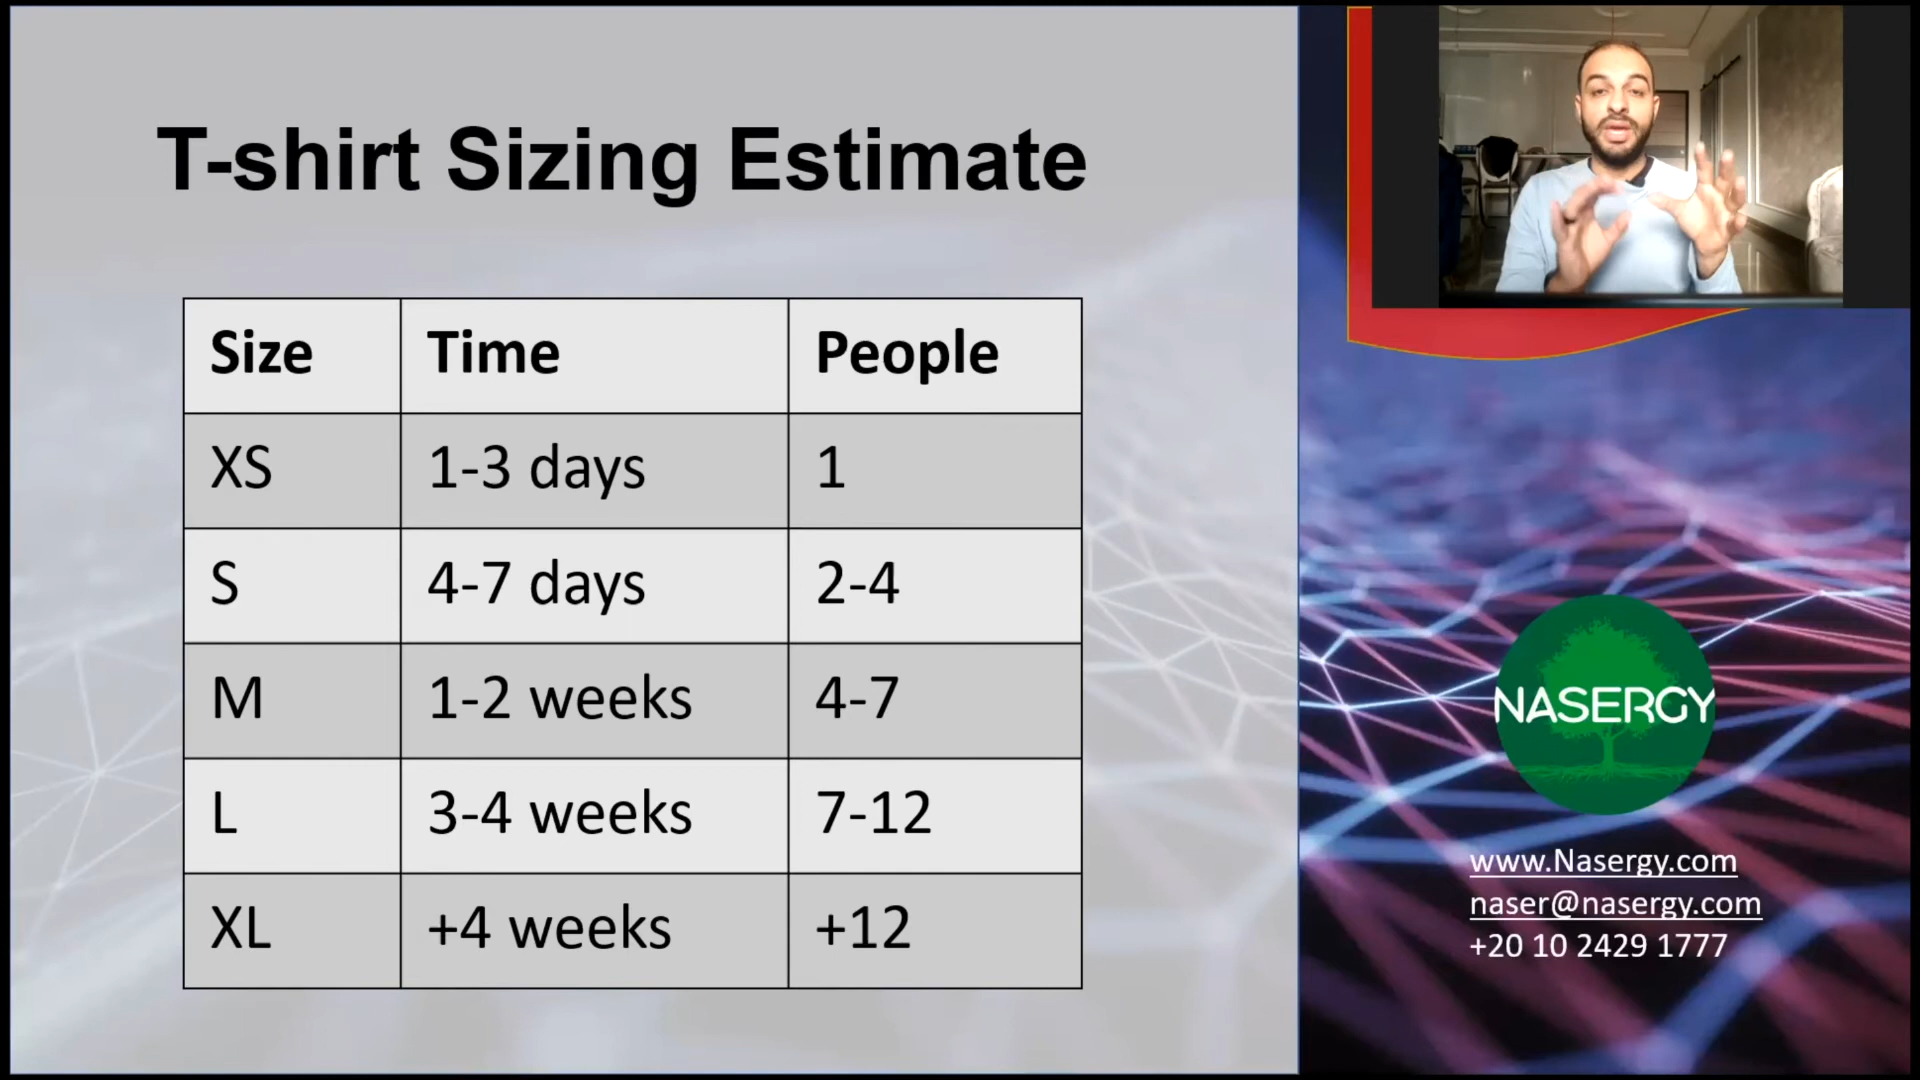 T-shirt Sizing Estimate
Size Time People
XS 1-3 days 1
S 4-7 days 2-4
M 1-2 weeks 4-7
L 3-4 weeks 7-12
XL +4 weeks +12
NASERGY
www.Nasergy.com
naser@nasergy.com
+20 10 2429 1777